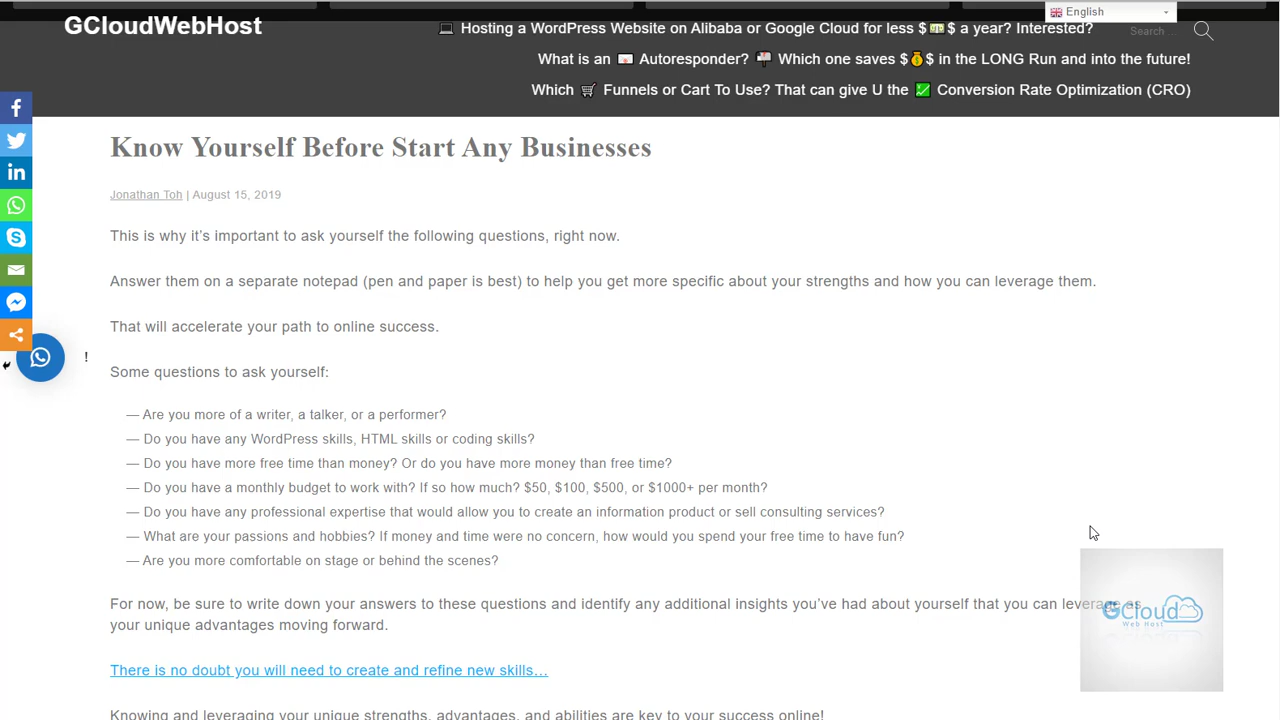 English
GCloudWebHost
Hosting a WordPress Website on Alibaba or Google Cloud for less $💵$ a year? Interested?
Search ...
What is an 📧 Autoresponder? 📬 Which one saves $💰$ in the LONG Run and into the future!
Which 🛒 Funnels or Cart To Use? That can give U the 💹 Conversion Rate Optimization (CRO)
Know Yourself Before Start Any Businesses
Jonathan Toh | August 15, 2019
This is why it’s important to ask yourself the following questions, right now.
Answer them on a separate notepad (pen and paper is best) to help you get more specific about your strengths and how you can leverage them.
That will accelerate your path to online success.
!
Some questions to ask yourself:
— Are you more of a writer, a talker, or a performer?
— Do you have any WordPress skills, HTML skills or coding skills?
— Do you have more free time than money? Or do you have more money than free time?
— Do you have a monthly budget to work with? If so how much? $50, $100, $500, or $1000+ per month?
— Do you have any professional expertise that would allow you to create an information product or sell consulting services?
— What are your passions and hobbies? If money and time were no concern, how would you spend your free time to have fun?
— Are you more comfortable on stage or behind the scenes?
For now, be sure to write down your answers to these questions and identify any additional insights you’ve had about yourself that you can leverage as
your unique advantages moving forward.
GCloud
Web Host
There is no doubt you will need to create and refine new skills…
Knowing and leveraging your unique strengths, advantages, and abilities are key to your success online!